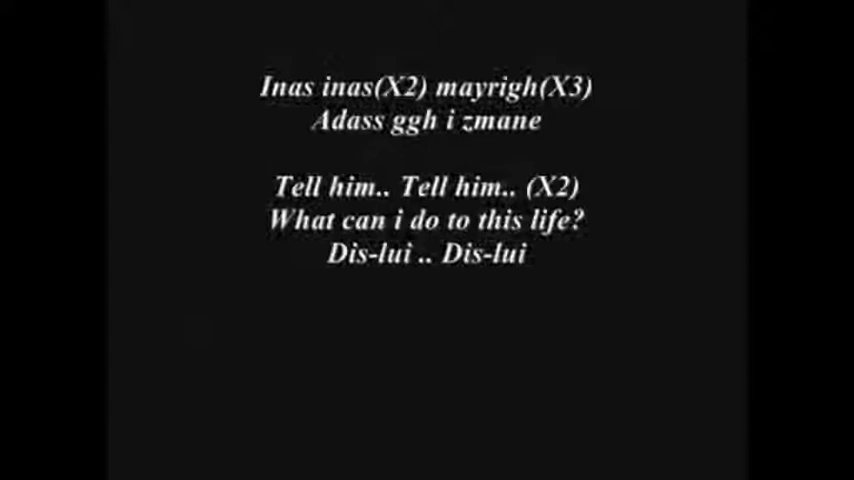 Inas inas(X2) mayrigh(X3)
Adass ggh i zmane
Tell him.. Tell him.. (X2)
What can i do to this life?
Dis-lui .. Dis-lui